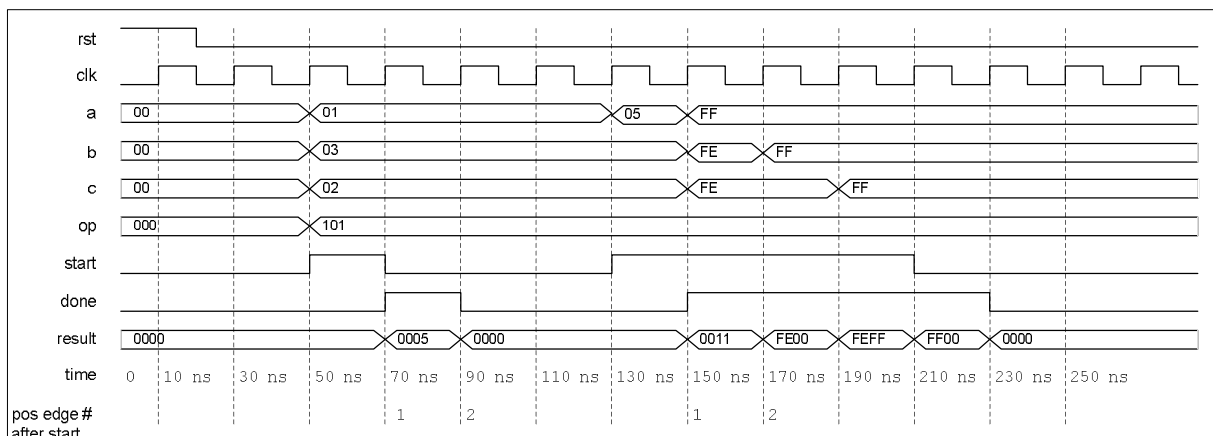 rst
clk
a 00 01 05 FF
b 00 03 FE FF
c 00 02 FE FF
op 000 101
start
done
result 0000 0005 0000 0011 FE00 FEFF FF00 0000
time 0 10 ns 30 ns 50 ns 70 ns 90 ns 110 ns 130 ns 150 ns 170 ns 190 ns 210 ns 230 ns 250 ns
pos edge # 1 2 1 2
after start